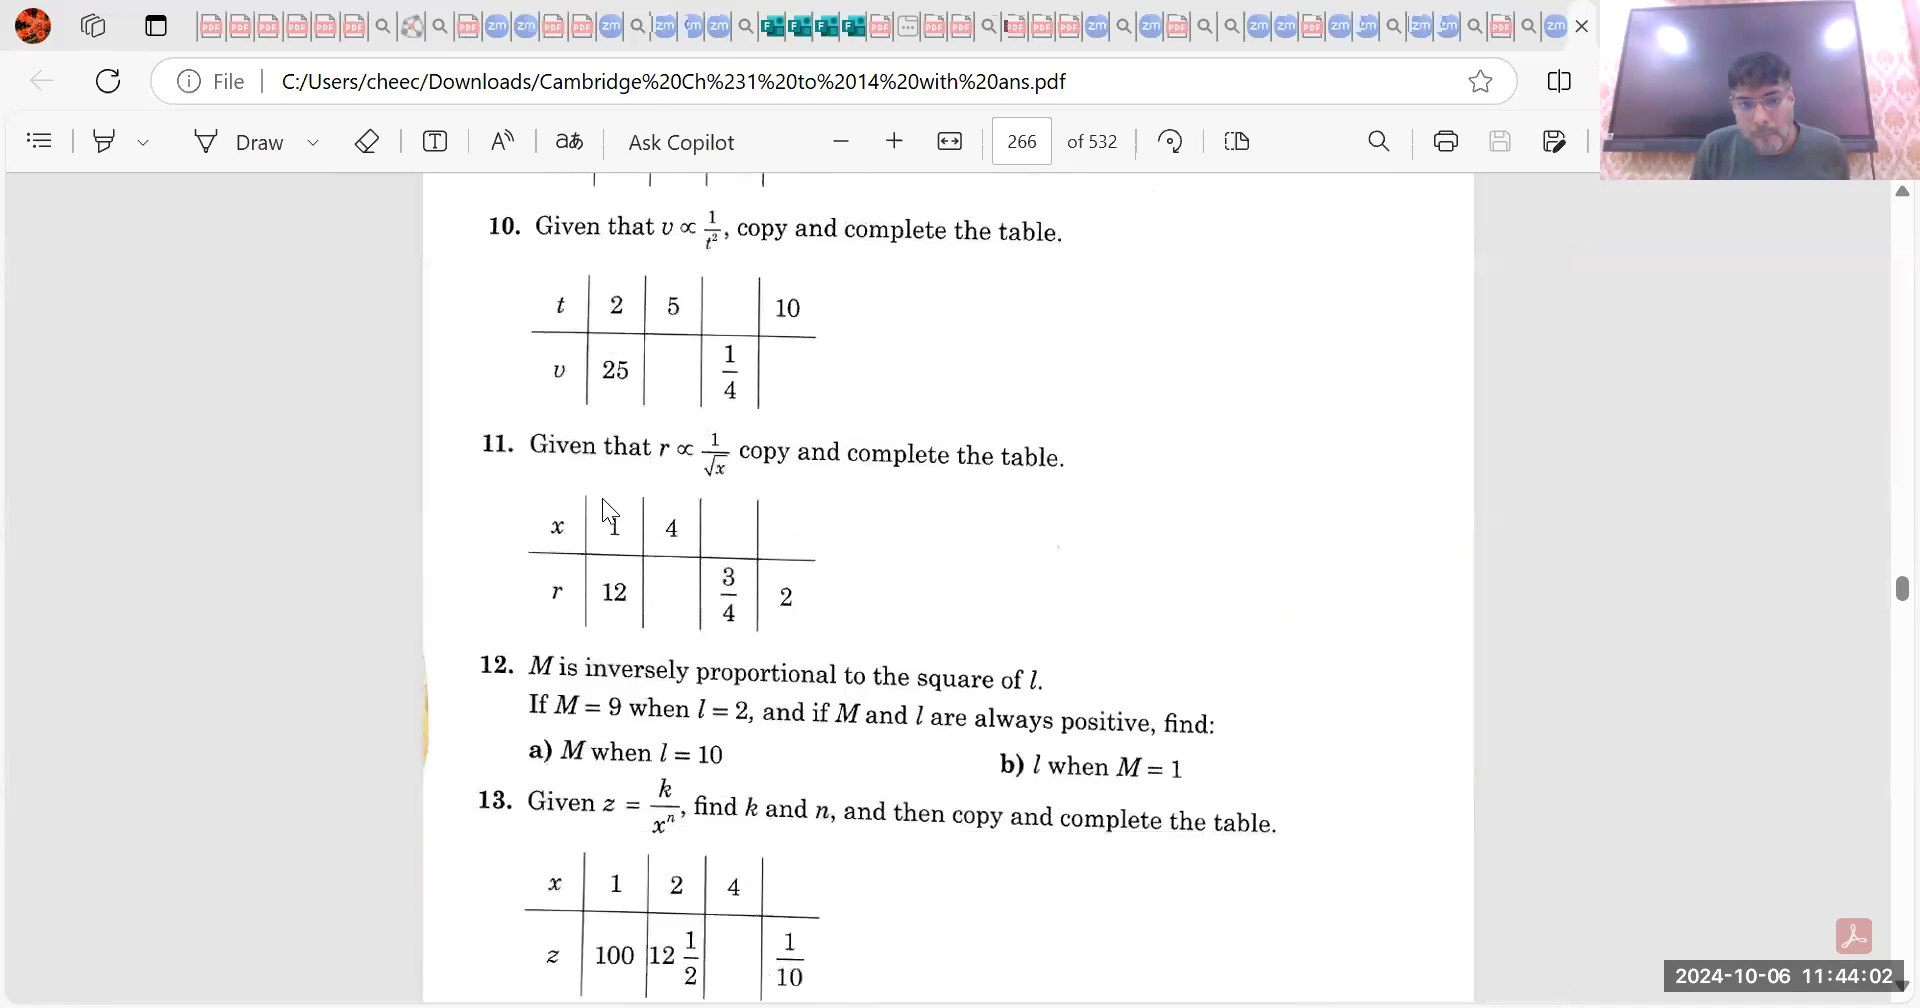 File C:/Users/cheec/Downloads/Cambridge%20Ch%231%20to%2014%20with%20ans.pdf
Draw Ask Copilot 266 of 532
10. Given that v ∝ 1/t², copy and complete the table.
t 2 5 10
v 25 1/4
11. Given that r ∝ 1/√x copy and complete the table.
x 1 4
r 12 3/4 2
12. M is inversely proportional to the square of l.
If M = 9 when l = 2, and if M and l are always positive, find:
a) M when l = 10 b) l when M = 1
13. Given z = k/xⁿ, find k and n, and then copy and complete the table.
x 1 2 4
z 100 12 1/2 1/10
2024-10-06 11:44:02